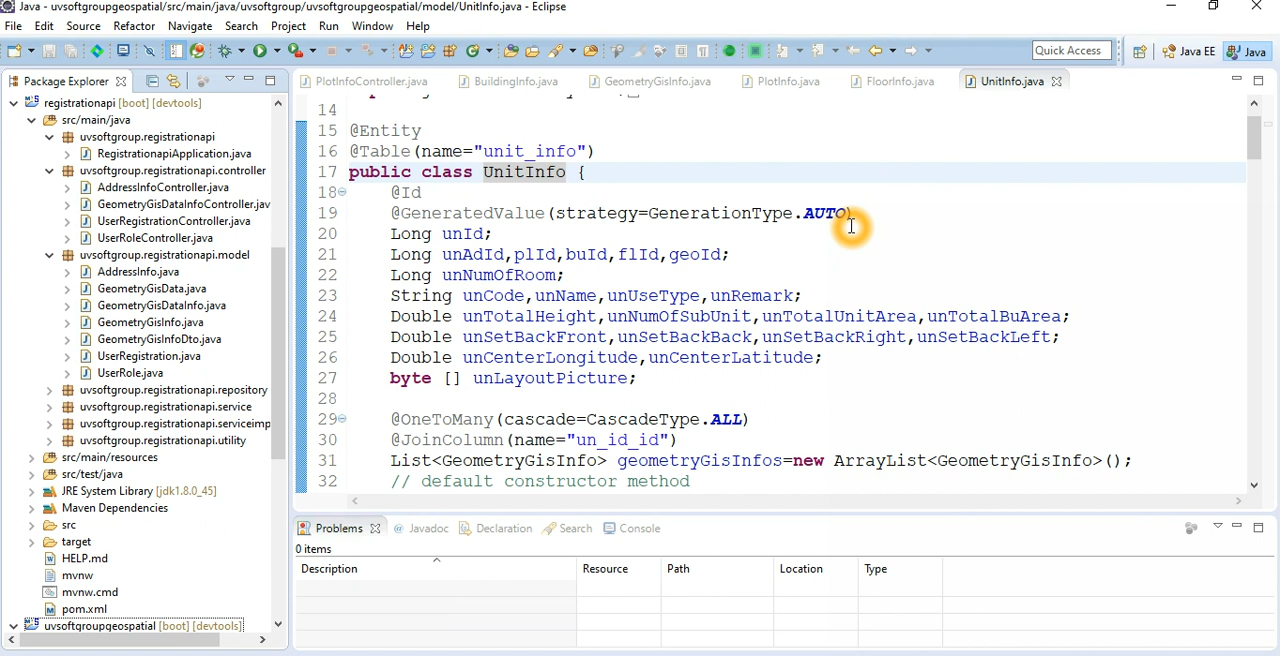 Java - uvsoftgroupgeospatial/src/main/java/uvsoftgroup/uvsoftgroupgeospatial/model/UnitInfo.java - Eclipse
File Edit Source Refactor Navigate Search Project Run Window Help
Quick Access Java EE Java
Package Explorer
registrationapi [boot] [devtools]
src/main/java
uvsoftgroup.registrationapi
RegistrationapiApplication.java
uvsoftgroup.registrationapi.controller
AddressInfoController.java
GeometryGisDataInfoController.jav
UserRegistrationController.java
UserRoleController.java
uvsoftgroup.registrationapi.model
AddressInfo.java
GeometryGisData.java
GeometryGisDataInfo.java
GeometryGisInfo.java
GeometryGisInfoDto.java
UserRegistration.java
UserRole.java
uvsoftgroup.registrationapi.repository
uvsoftgroup.registrationapi.service
uvsoftgroup.registrationapi.serviceimp
uvsoftgroup.registrationapi.utility
src/main/resources
src/test/java
JRE System Library [jdk1.8.0_45]
Maven Dependencies
src
target
HELP.md
mvnw
mvnw.cmd
pom.xml
uvsoftgroupgeospatial [boot] [devtools]
PlotInfoController.java BuildingInfo.java GeometryGisInfo.java PlotInfo.java FloorInfo.java UnitInfo.java
14
15 @Entity
16 @Table(name="unit_info")
17 public class UnitInfo {
18 @Id
19 @GeneratedValue(strategy=GenerationType.AUTO)
20 Long unId;
21 Long unAdId,plId,buId,flId,geoId;
22 Long unNumOfRoom;
23 String unCode,unName,unUseType,unRemark;
24 Double unTotalHeight,unNumOfSubUnit,unTotalUnitArea,unTotalBuArea;
25 Double unSetBackFront,unSetBackBack,unSetBackRight,unSetBackLeft;
26 Double unCenterLongitude,unCenterLatitude;
27 byte [] unLayoutPicture;
28
29 @OneToMany(cascade=CascadeType.ALL)
30 @JoinColumn(name="un_id_id")
31 List<GeometryGisInfo> geometryGisInfos=new ArrayList<GeometryGisInfo>();
32 // default constructor method
Problems Javadoc Declaration Search Console
0 items
Description Resource Path Location Type